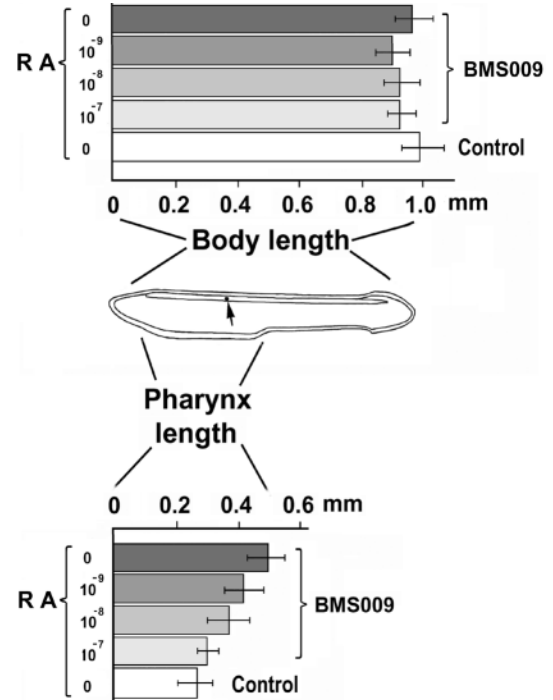 0
10⁻⁹
R A
BMS009
10⁻⁸
10⁻⁷
0
Control
0 0.2 0.4 0.6 0.8 1.0 mm
Body length
Pharynx
length
0 0.2 0.4 0.6 mm
0
10⁻⁹
R A
BMS009
10⁻⁸
10⁻⁷
0
Control